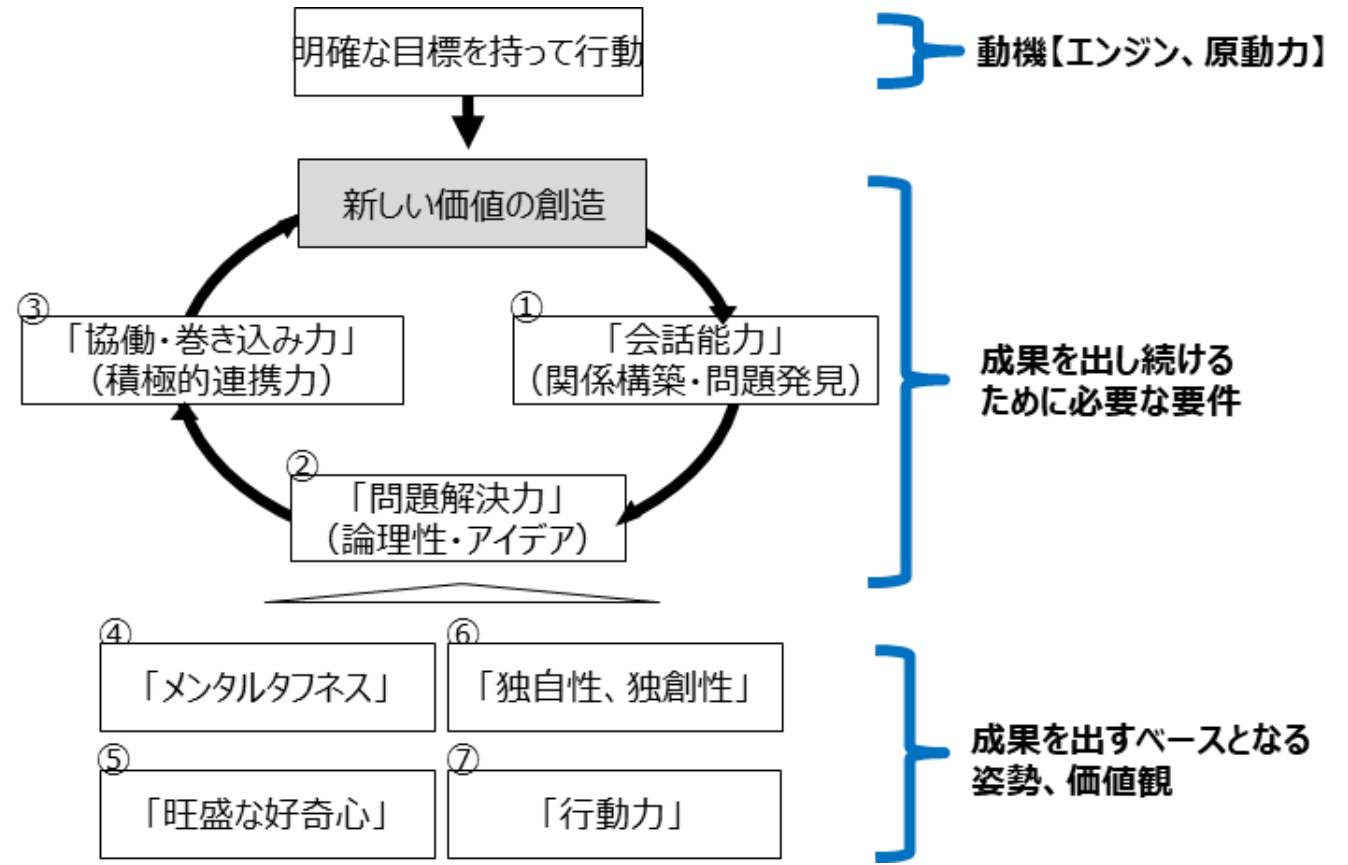 明確な目標を持って行動
動機【エンジン、原動力】
新しい価値の創造
③
「協働・巻き込み力」
（積極的連携力）
①
「会話能力」
（関係構築・問題発見）
②
「問題解決力」
（論理性・アイデア）
成果を出し続ける
ために必要な要件
④
「メンタルタフネス」
⑥
「独自性、独創性」
⑤
「旺盛な好奇心」
⑦
「行動力」
成果を出すベースとなる
姿勢、価値観